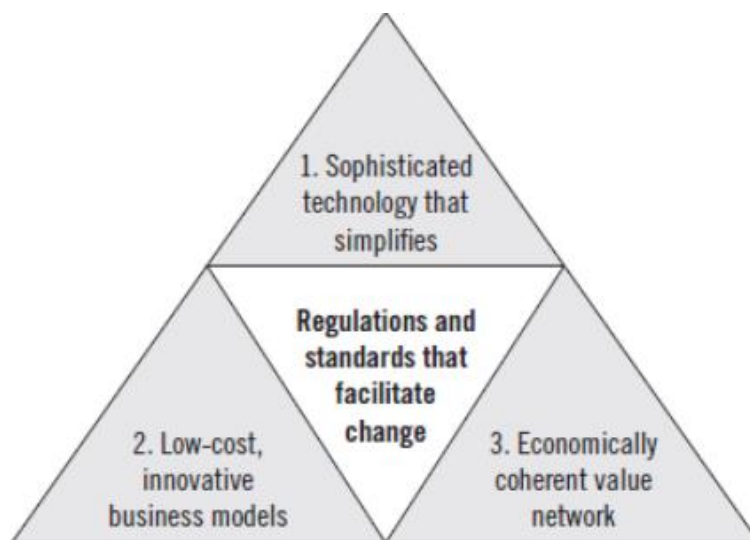 1. Sophisticated
technology that
simplifies
Regulations and
standards that
facilitate
change
2. Low-cost,
innovative
business models
3. Economically
coherent value
network